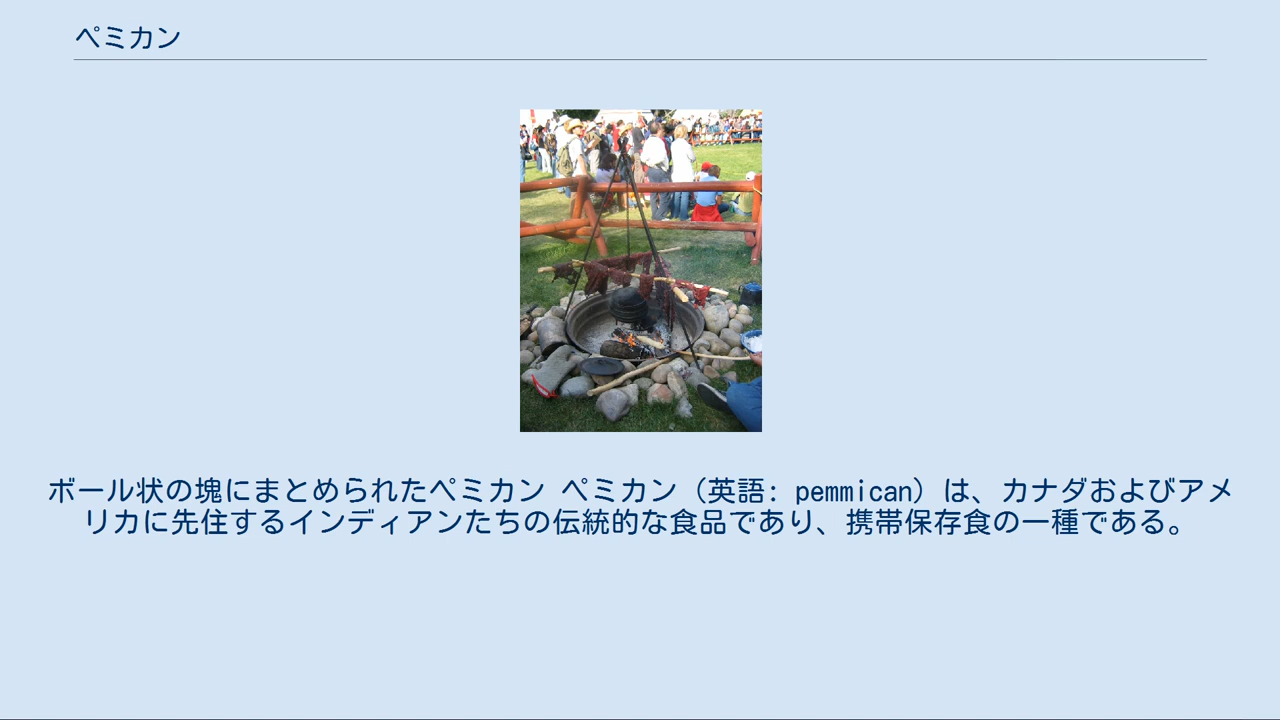 ペミカン
ボール状の塊にまとめられたペミカン ペミカン（英語: pemmican）は、カナダおよびアメ
リカに先住するインディアンたちの伝統的な食品であり、携帯保存食の一種である。